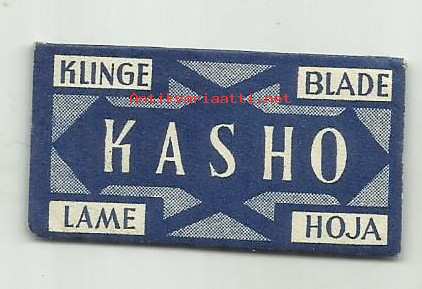 KLINGE BLADE
Antikvariaatti.net
KASHO
LAME HOJA